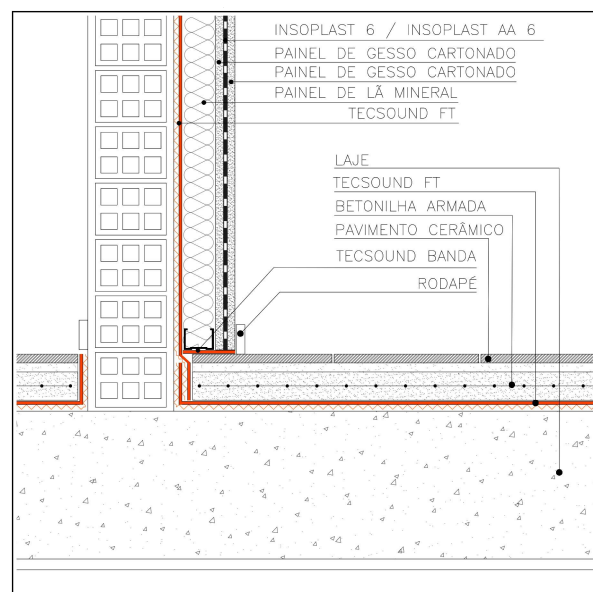 INSOPLAST 6 / INSOPLAST AA 6
PAINEL DE GESSO CARTONADO
PAINEL DE GESSO CARTONADO
PAINEL DE LÃ MINERAL
TECSOUND FT
LAJE
TECSOUND FT
BETONILHA ARMADA
PAVIMENTO CERÂMICO
TECSOUND BANDA
RODAPÉ